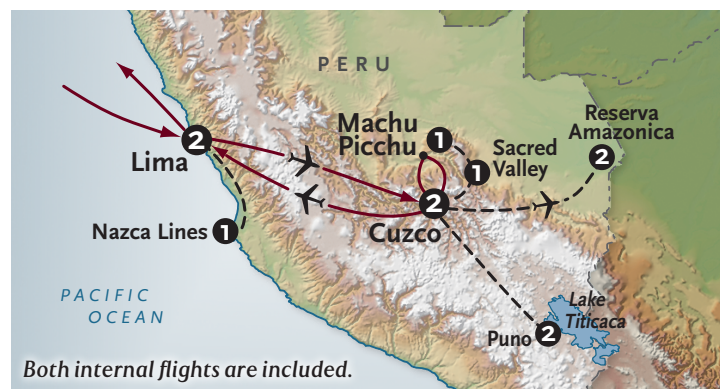 PERU
Reserva
Amazonica
2
Machu
Picchu
1
Sacred
Valley
1
2
Lima
2
Cuzco
Nazca Lines 1
PACIFIC
OCEAN
Lake
Titicaca
Puno 2
Both internal flights are included.